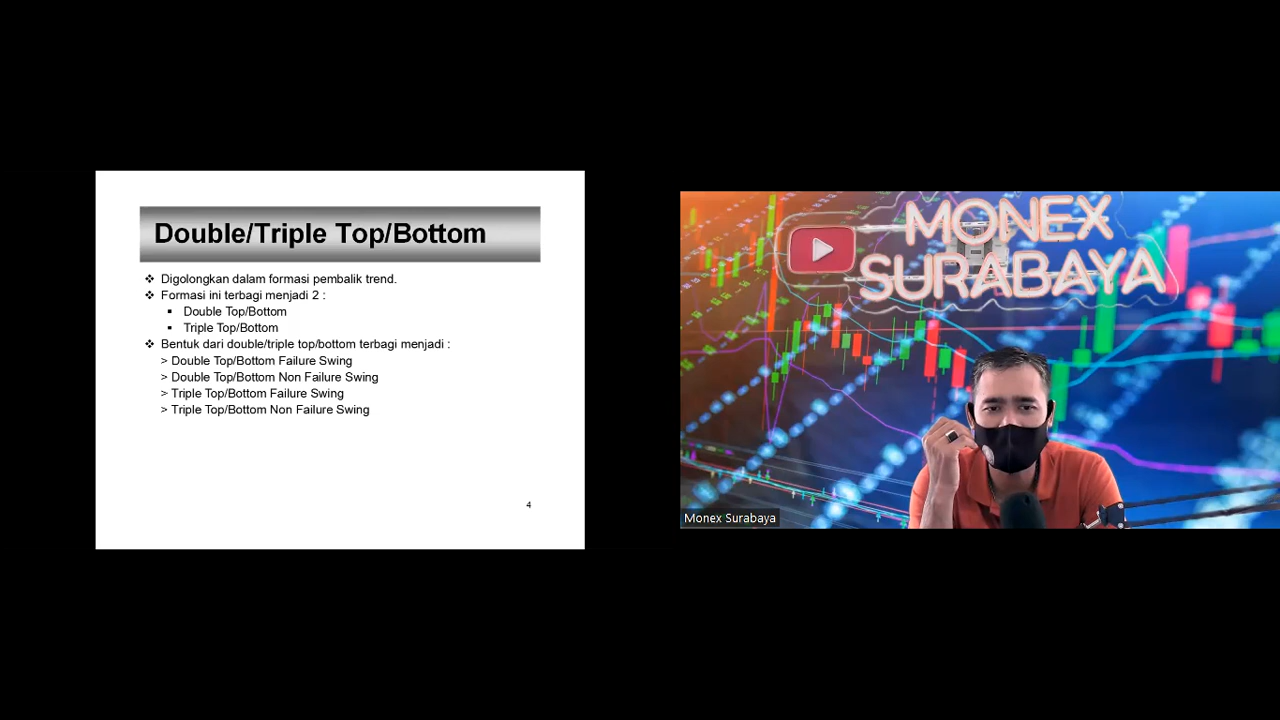 Double/Triple Top/Bottom
❖ Digolongkan dalam formasi pembalik trend.
❖ Formasi ini terbagi menjadi 2 :
▪ Double Top/Bottom
▪ Triple Top/Bottom
❖ Bentuk dari double/triple top/bottom terbagi menjadi :
> Double Top/Bottom Failure Swing
> Double Top/Bottom Non Failure Swing
> Triple Top/Bottom Failure Swing
> Triple Top/Bottom Non Failure Swing
4
MONEX
SURABAYA
Monex Surabaya